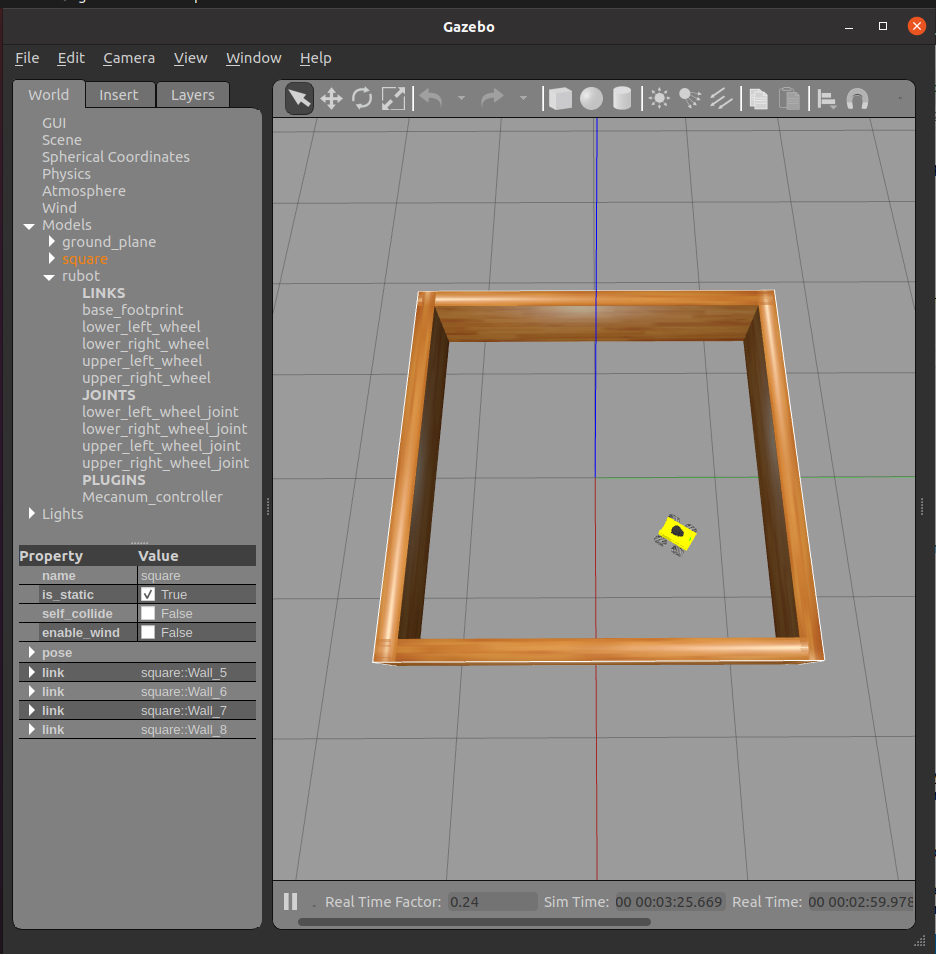 Gazebo
File Edit Camera View Window Help
World Insert Layers
GUI
Scene
Spherical Coordinates
Physics
Atmosphere
Wind
Models
ground_plane
square
rubot
LINKS
base_footprint
lower_left_wheel
lower_right_wheel
upper_left_wheel
upper_right_wheel
JOINTS
lower_left_wheel_joint
lower_right_wheel_joint
upper_left_wheel_joint
upper_right_wheel_joint
PLUGINS
Mecanum_controller
Lights
Property Value
name square
is_static True
self_collide False
enable_wind False
pose
link square::Wall_5
link square::Wall_6
link square::Wall_7
link square::Wall_8
Real Time Factor: 0.24 Sim Time: 00 00:03:25.669 Real Time: 00 00:02:59.978